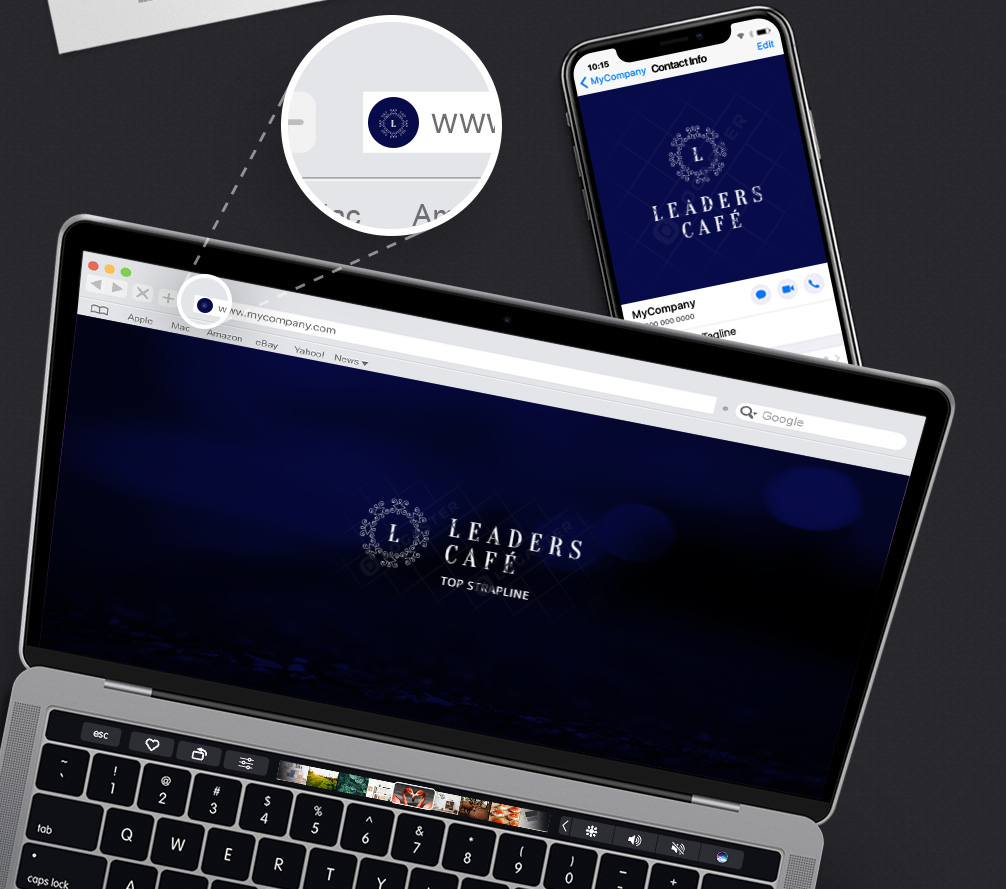 10:15
MyCompany Contact Info Edit
L
WWW
Am
L
LEADERS
CAFÉ
MyCompany
000 000 0000
Tagline
www.mycompany.com
Google
Apple Mac Amazon eBay Yahoo! News
L
LEADERS
CAFÉ
TOP STRAPLINE
esc
~ ! @ # $ % ^ & * ( ) – +
` 1 2 3 4 5 6 7 8 9 0
tab Q W E R T Y
caps lock A